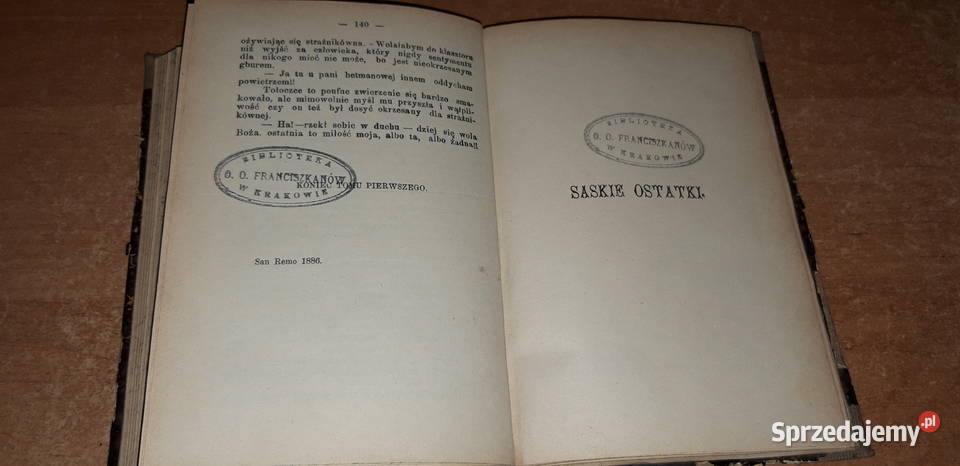 — 140 —
ożywiając się strażnikówna. - Wolałabym do klasztoru
niż wyjść za człowieka, który nigdy sentymentu
dla nikogo mieć nie może, bo jest nieokrzesanym
gburem.
— Ja tu u pani hetmanowej innem oddycham
powietrzem!!
Tołoczce to poufne zwierzenie się bardzo sma-
kowało, ale mimowolnie myśl mu przyszła i wątpli-
wość czy on też był dosyć okrzesany dla strażni-
kównej.
— Ha!—rzekł sobie w duchu — dziej się wola
Boża. ostatnia to miłość moja, albo ta, albo żadna!!
BIBLIOTEKA
O. O. FRANCISZKANÓW
W KRAKOWIE
KONIEC TOMU PIERWSZEGO.
San Remo 1886.
BIBLIOTEKA
O. O. FRANCISZKANÓW
W KRAKOWIE
SASKIE OSTATKI.
Sprzedajemy.pl